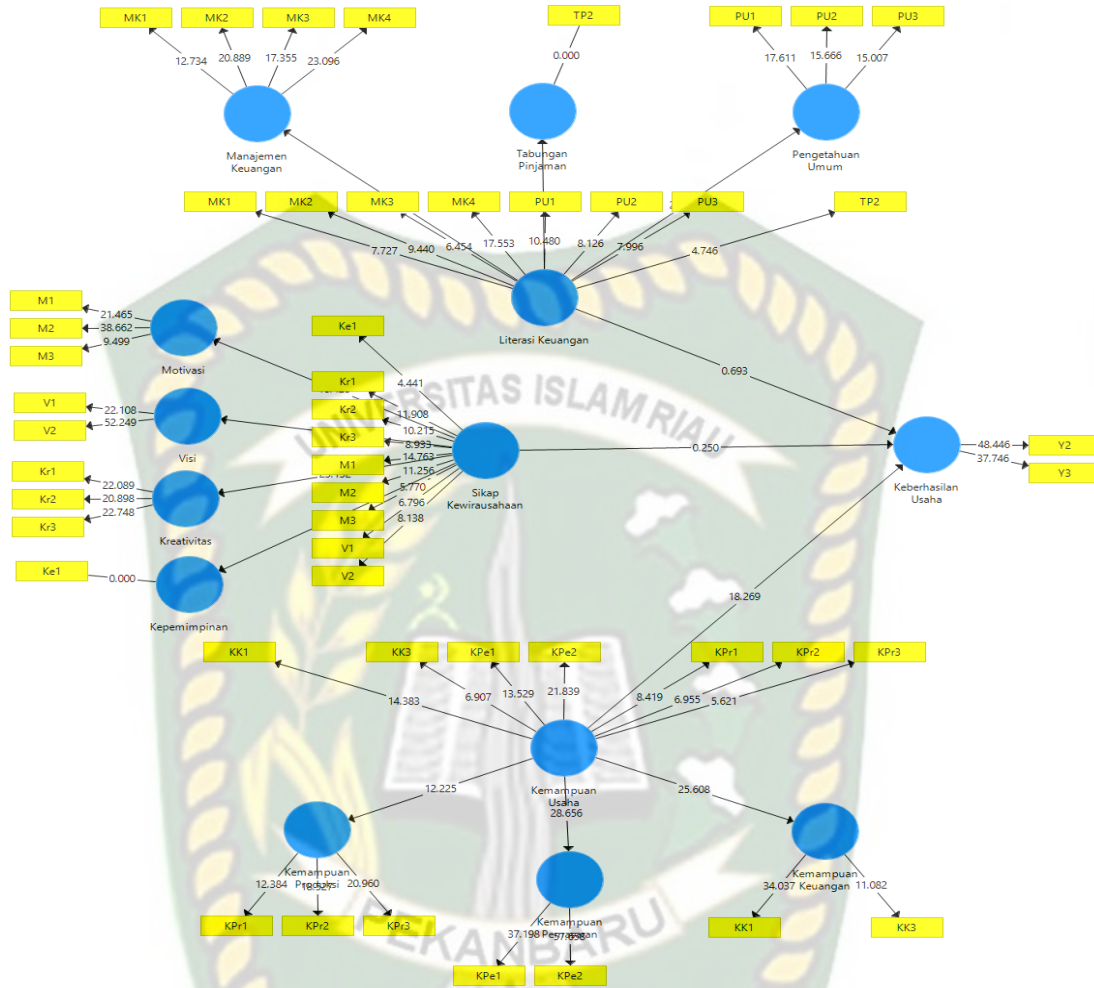 MK1 MK2 MK3 MK4 TP2 PU1 PU2 PU3
12.734 20.889 17.355 23.096 0.000 17.611 15.666 15.007
Manajemen
Keuangan
Tabungan
Pinjaman
Pengetahuan
Umum
MK1 MK2 MK3 MK4 PU1 PU2 PU3 TP2
7.727 9.440 6.454 17.553 10.480 8.126 7.996 4.746
Literasi Keuangan
M1
M2
M3
21.465
38.662
9.499
Motivasi
V1
V2
22.108
52.249
Visi
Kr1
Kr2
Kr3
22.089
20.898
22.748
Kreativitas
Ke1
0.000
Kepemimpinan
Ke1
Kr1
Kr2
Kr3
M1
M2
M3
V1
V2
4.441
11.908
10.215
8.933
14.763
11.256
5.770
6.796
8.138
Sikap
Kewirausahaan
0.693
0.250
18.269
Keberhasilan
Usaha
48.446
37.746
Y2
Y3
UNIVERSITAS ISLAM RIAU
KK1 KK3 KPe1 KPe2 KPr1 KPr2 KPr3
14.383 6.907 13.529 21.839 8.419 6.955 5.621
Kemampuan
Usaha
12.225 28.656 25.608
Kemampuan
Produksi
12.384 20.960
KPr1 KPr2 KPr3
Kemampuan
37.198
KPe1 KPe2
Kemampuan
Keuangan
34.037 11.082
KK1 KK3
PEKANBARU